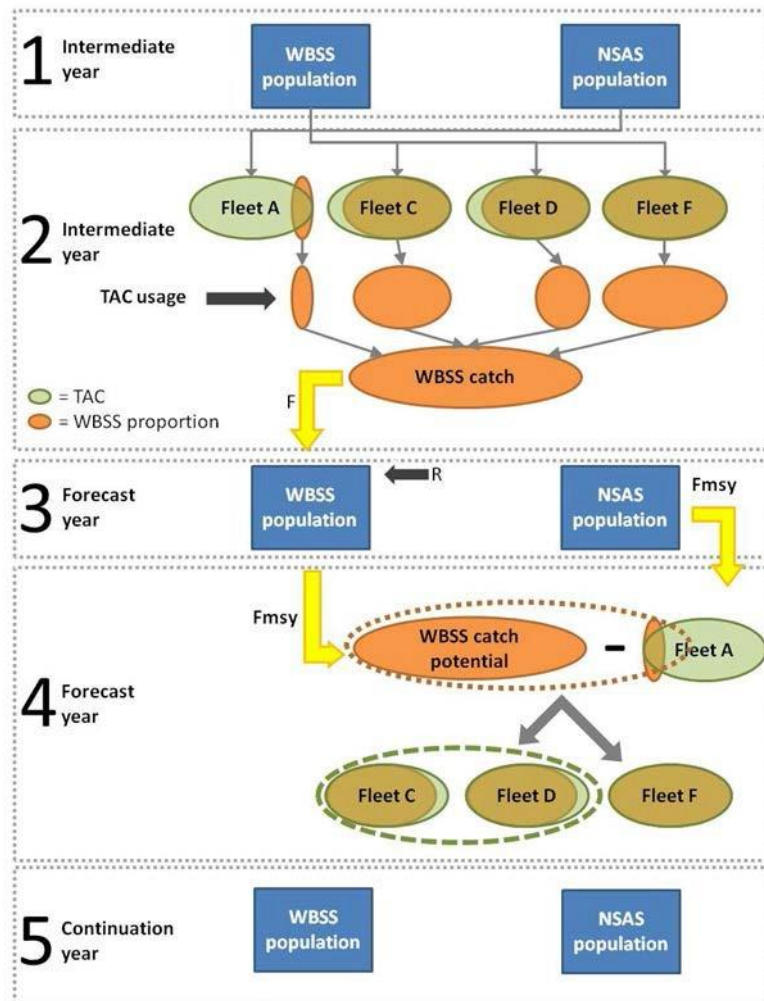 1 Intermediate
year
WBSS
population
NSAS
population
2 Intermediate
year
Fleet A
Fleet C
Fleet D
Fleet F
TAC usage
WBSS catch
= TAC
= WBSS proportion
F
3 Forecast
year
WBSS
population
R
NSAS
population
Fmsy
4 Forecast
year
Fmsy
WBSS catch
potential
-
Fleet A
Fleet C
Fleet D
Fleet F
5 Continuation
year
WBSS
population
NSAS
population